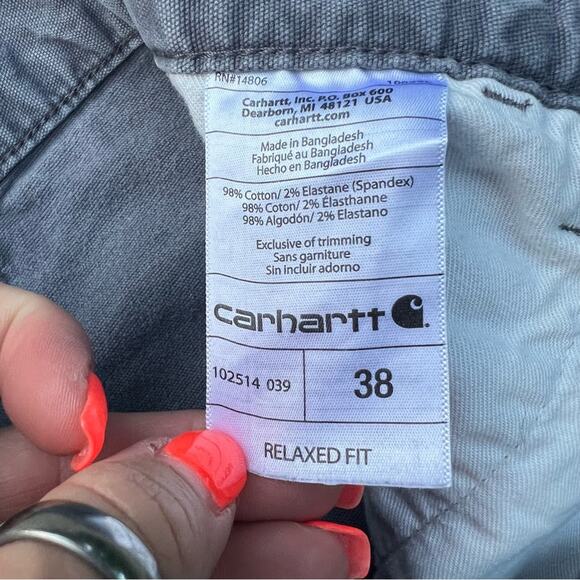 RN#14806
Carhartt, Inc. P.O. Box 600
Dearborn, MI 48121 USA
carhartt.com
Made in Bangladesh
Fabriqué au Bangladesh
Hecho en Bangladesh
98% Cotton/ 2% Elastane (Spandex)
98% Coton/ 2% Élasthanne
98% Algodón/ 2% Elastano
Exclusive of trimming
Sans garniture
Sin incluir adorno
carhartt
102514 039
38
RELAXED FIT